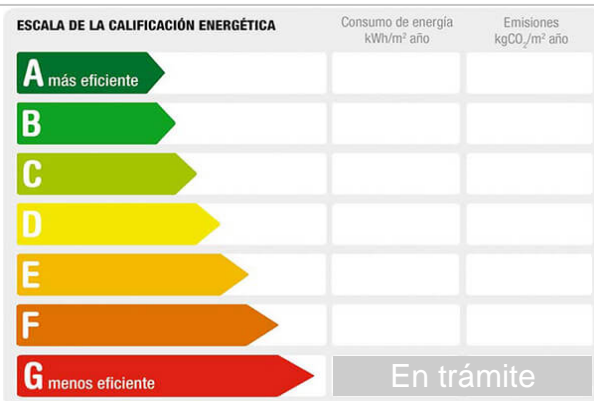 ESCALA DE LA CALIFICACIÓN ENERGÉTICA
Consumo de energía
kWh/m² año
Emisiones
kgCO₂/m² año
A más eficiente
B
C
D
E
F
G menos eficiente
En trámite